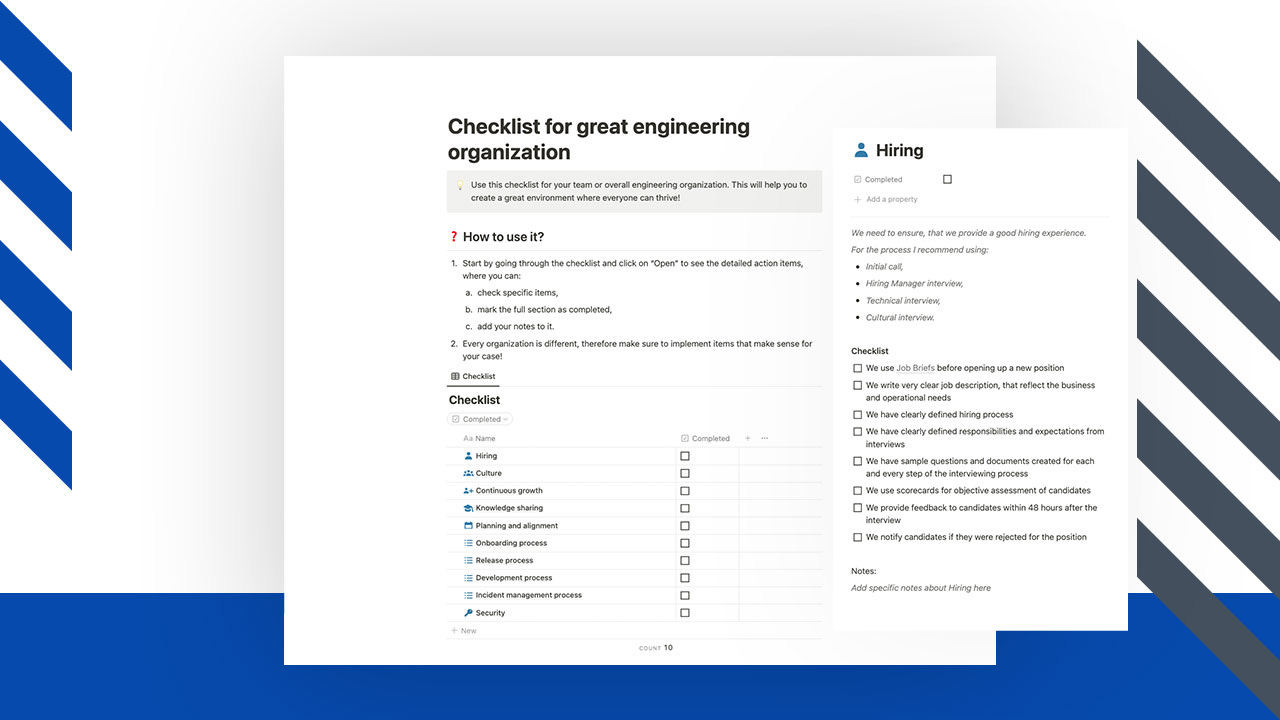 Checklist for great engineering
organization
Use this checklist for your team or overall engineering organization. This will help you to
create a great environment where everyone can thrive!
❓ How to use it?
1. Start by going through the checklist and click on “Open” to see the detailed action items,
where you can:
a. check specific items,
b. mark the full section as completed,
c. add your notes to it.
2. Every organization is different, therefore make sure to implement items that make sense for
your case!
Checklist
Checklist
Completed
Aa Name Completed + ···
Hiring
Culture
Continuous growth
Knowledge sharing
Planning and alignment
Onboarding process
Release process
Development process
Incident management process
Security
+ New
COUNT 10
Hiring
Completed
+ Add a property
We need to ensure, that we provide a good hiring experience.
For the process I recommend using:
• Initial call,
• Hiring Manager interview,
• Technical interview,
• Cultural interview.
Checklist
We use Job Briefs before opening up a new position
We write very clear job description, that reflect the business
and operational needs
We have clearly defined hiring process
We have clearly defined responsibilities and expectations from
interviews
We have sample questions and documents created for each
and every step of the interviewing process
We use scorecards for objective assessment of candidates
We provide feedback to candidates within 48 hours after the
interview
We notify candidates if they were rejected for the position
Notes:
Add specific notes about Hiring here